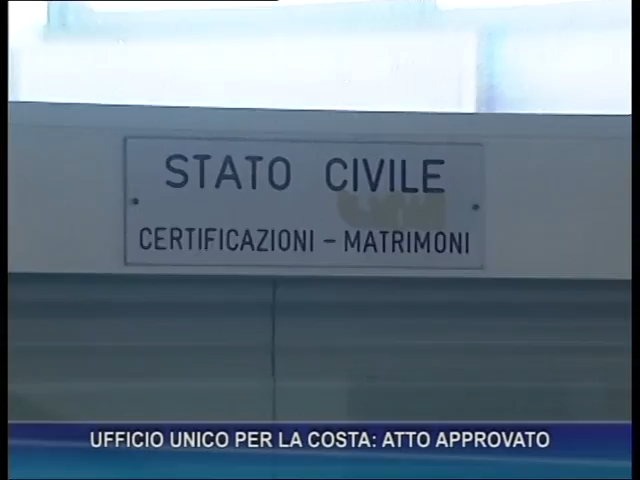 STATO CIVILE
CERTIFICAZIONI - MATRIMONI
UFFICIO UNICO PER LA COSTA: ATTO APPROVATO